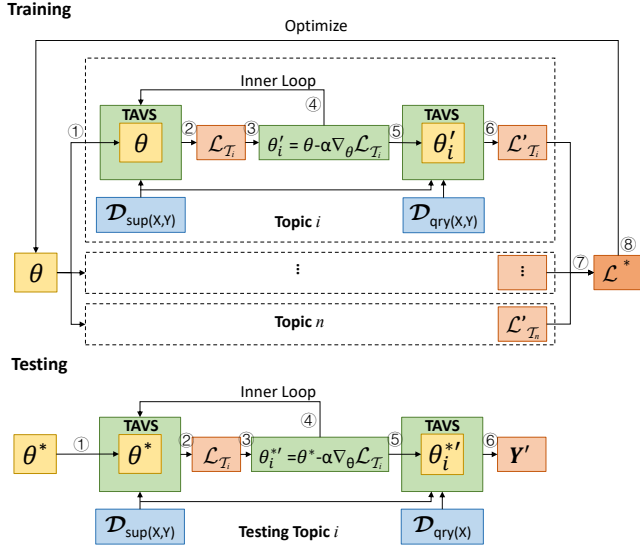 Training
Optimize
Inner Loop
④
TAVS
TAVS
① θ ② ℒ𝒯ᵢ ③ θ′ᵢ = θ-α∇θℒ𝒯ᵢ ⑤ θ′ᵢ ⑥ ℒ'𝒯ᵢ
𝒟sup(X,Y)
𝒟qry(X,Y)
Topic i
θ
⋮
⋮
⑦
ℒ*
⑧
Topic n
ℒ'𝒯ₙ
Testing
Inner Loop
④
TAVS
TAVS
θ* ① θ* ② ℒ𝒯ᵢ ③ θᵢ*′ =θ*-α∇θℒ𝒯ᵢ ⑤ θᵢ*′ ⑥ Y′
𝒟sup(X,Y)
Testing Topic i
𝒟qry(X)